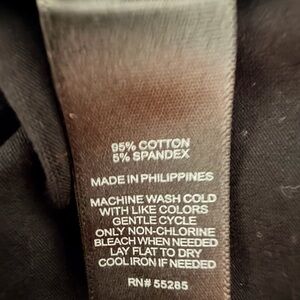 95% COTTON
5% SPANDEX
MADE IN PHILIPPINES
MACHINE WASH COLD
WITH LIKE COLORS
GENTLE CYCLE
ONLY NON-CHLORINE
BLEACH WHEN NEEDED
LAY FLAT TO DRY
COOL IRON IF NEEDED
RN# 55285